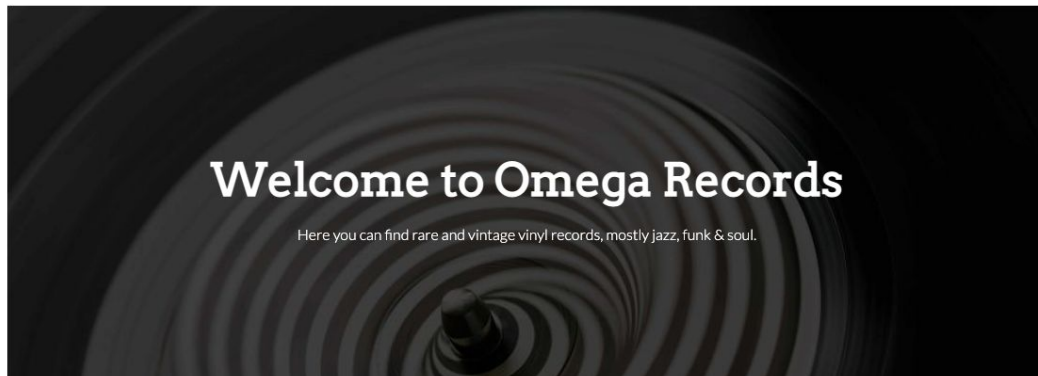 Welcome to Omega Records
Here you can find rare and vintage vinyl records, mostly jazz, funk & soul.